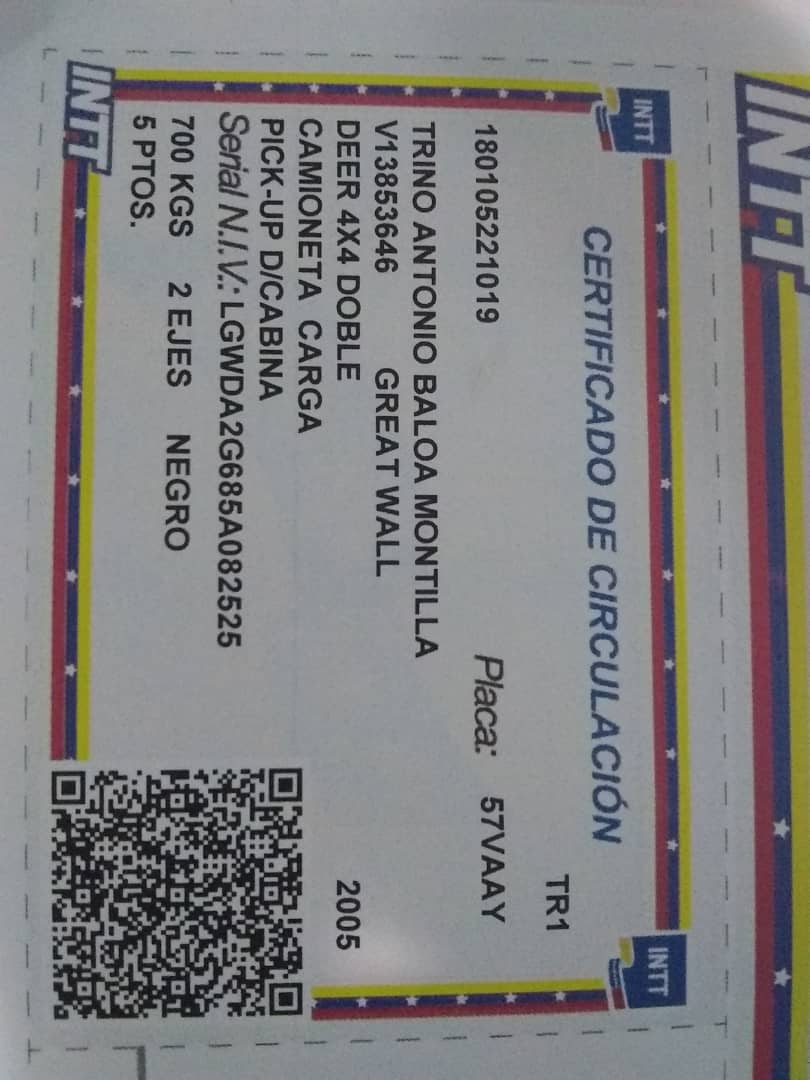 INTT
INTT
CERTIFICADO DE CIRCULACIÓN
TR1
180105221019 Placa: 57VAAY
TRINO ANTONIO BALOA MONTILLA
V13853646 GREAT WALL
DEER 4X4 DOBLE 2005
CAMIONETA CARGA
PICK-UP D/CABINA
Serial N.I.V.: LGWDA2G685A082525
700 KGS 2 EJES NEGRO
5 PTOS.
INTT
INTT